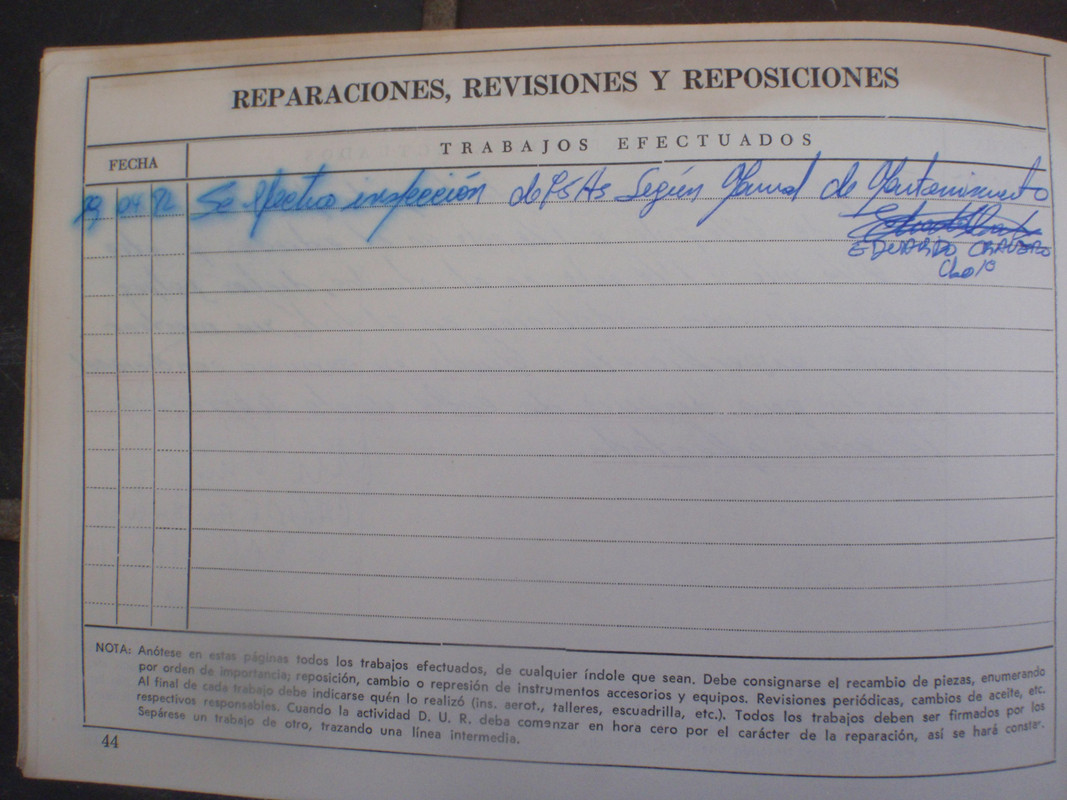 REPARACIONES, REVISIONES Y REPOSICIONES
FECHA
TRABAJOS EFECTUADOS
29 04 92 Se efectua inspección de Según Manual de Mantenimiento
EDUARDO
NOTA: Anótese en estas páginas todos los trabajos efectuados, de cualquier índole que sean. Debe consignarse el recambio de piezas, enumerando
por orden de importancia; reposición, cambio o represión de instrumentos accesorios y equipos. Revisiones periódicas, cambios de aceite, etc.
Al final de cada trabajo debe indicarse quén lo realizó (ins. aerot., talleres, escuadrilla, etc.). Todos los trabajos deben ser firmados por los
respectivos responsables. Cuando la actividad D. U. R. deba comenzar en hora cero por el carácter de la reparación, así se hará constar.
Sepárese un trabajo de otro, trazando una línea intermedia.
44